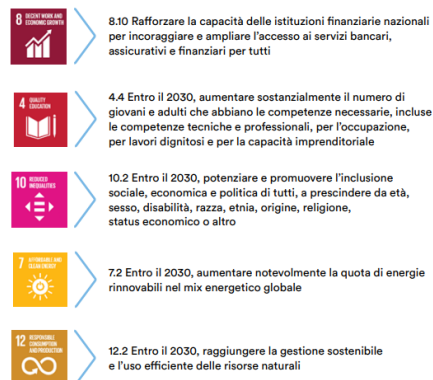 8 DECENT WORK AND
ECONOMIC GROWTH
8.10 Rafforzare la capacità delle istituzioni finanziarie nazionali
per incoraggiare e ampliare l'accesso ai servizi bancari,
assicurativi e finanziari per tutti
4 QUALITY
EDUCATION
4.4 Entro il 2030, aumentare sostanzialmente il numero di
giovani e adulti che abbiano le competenze necessarie, incluse
le competenze tecniche e professionali, per l'occupazione,
per lavori dignitosi e per la capacità imprenditoriale
10 REDUCED
INEQUALITIES
10.2 Entro il 2030, potenziare e promuovere l'inclusione
sociale, economica e politica di tutti, a prescindere da età,
sesso, disabilità, razza, etnia, origine, religione,
status economico o altro
7 AFFORDABLE AND
CLEAN ENERGY
7.2 Entro il 2030, aumentare notevolmente la quota di energie
rinnovabili nel mix energetico globale
12 RESPONSIBLE
CONSUMPTION
AND PRODUCTION
12.2 Entro il 2030, raggiungere la gestione sostenibile
e l'uso efficiente delle risorse naturali